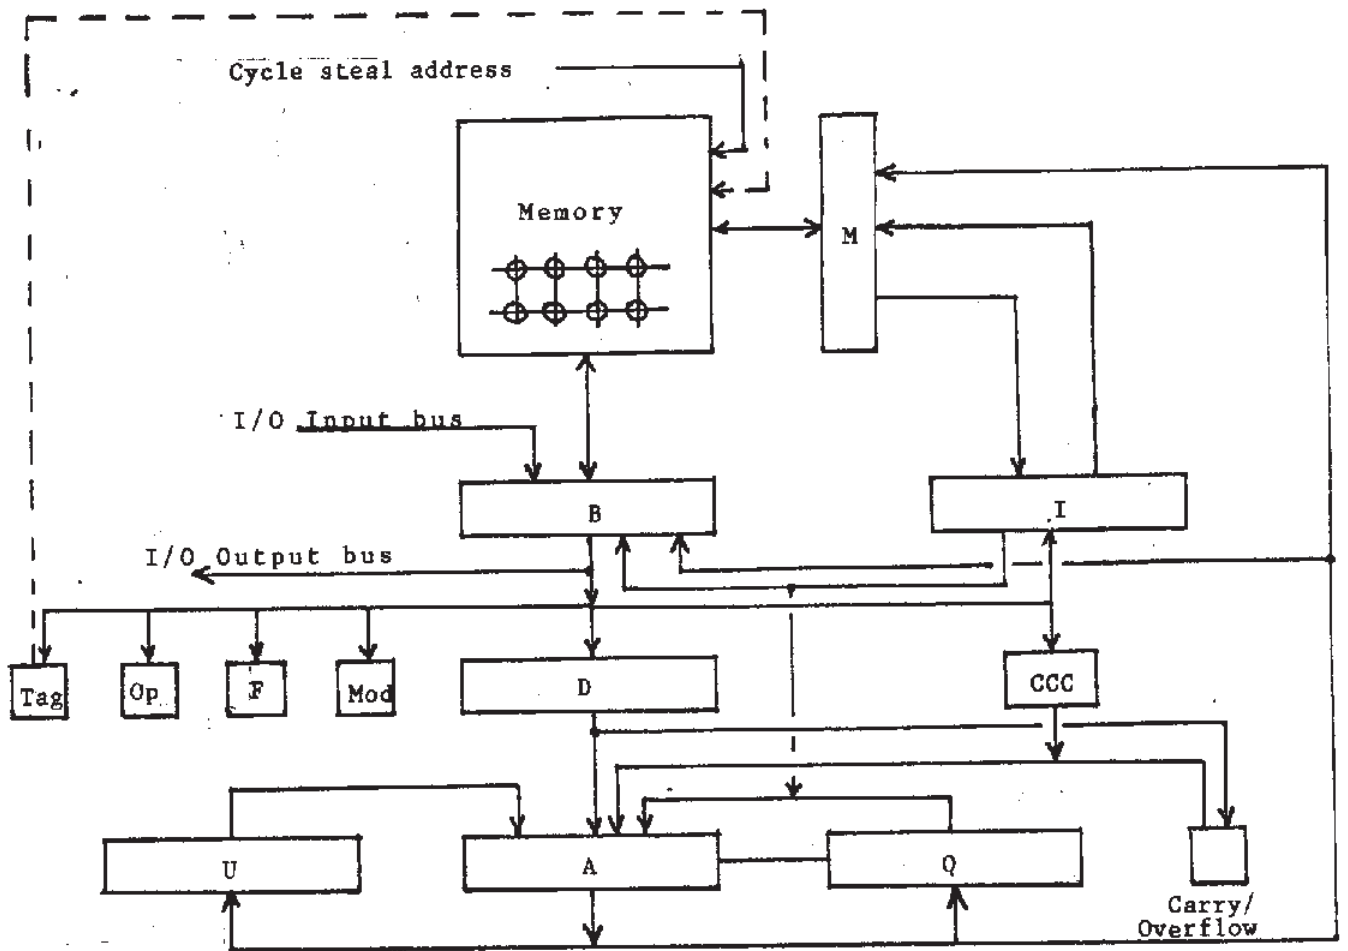 Cycle steal address
Memory
M
I/O Input bus
B
I
I/O Output bus
Tag
Op
F
Mod
D
CCC
U
A
Q
Carry/
Overflow